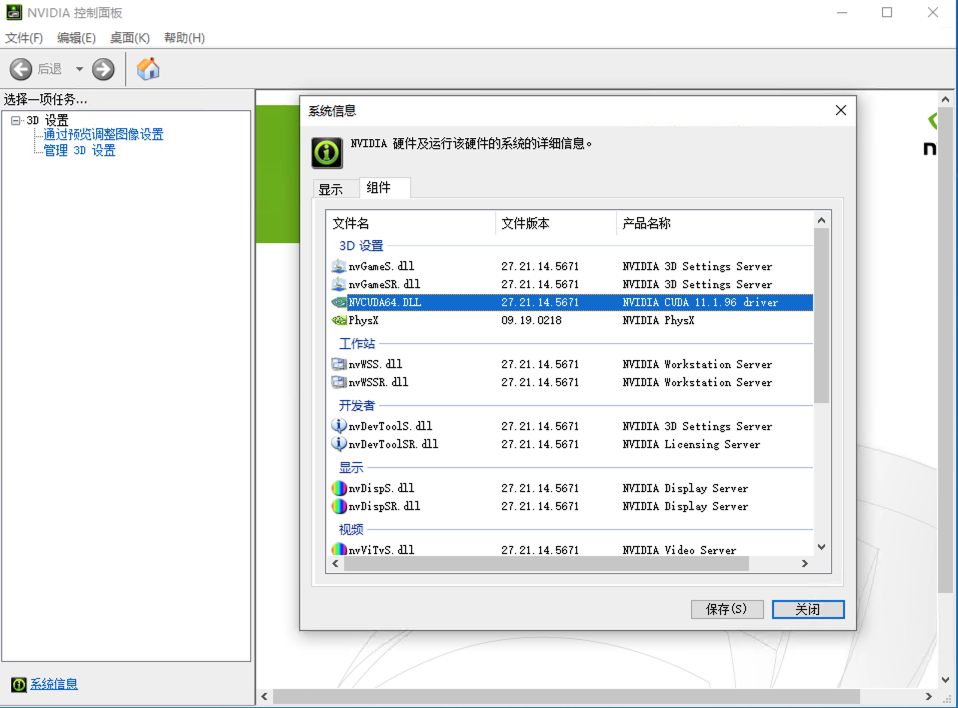 NVIDIA 控制面板
文件(F) 编辑(E) 桌面(K) 帮助(H)
后退
选择一项任务...
3D 设置
通过预览调整图像设置
管理 3D 设置
系统信息
系统信息
NVIDIA 硬件及运行该硬件的系统的详细信息。
显示 组件
文件名 文件版本 产品名称
3D 设置
nvGameS.dll 27.21.14.5671 NVIDIA 3D Settings Server
nvGameSR.dll 27.21.14.5671 NVIDIA 3D Settings Server
NVCUDA64.DLL 27.21.14.5671 NVIDIA CUDA 11.1.96 driver
PhysX 09.19.0218 NVIDIA PhysX
工作站
nvWSS.dll 27.21.14.5671 NVIDIA Workstation Server
nvWSSR.dll 27.21.14.5671 NVIDIA Workstation Server
开发者
nvDevToolS.dll 27.21.14.5671 NVIDIA 3D Settings Server
nvDevToolSR.dll 27.21.14.5671 NVIDIA Licensing Server
显示
nvDispS.dll 27.21.14.5671 NVIDIA Display Server
nvDispSR.dll 27.21.14.5671 NVIDIA Display Server
视频
nvViTvS.dll 27.21.14.5671 NVIDIA Video Server
保存(S) 关闭
n